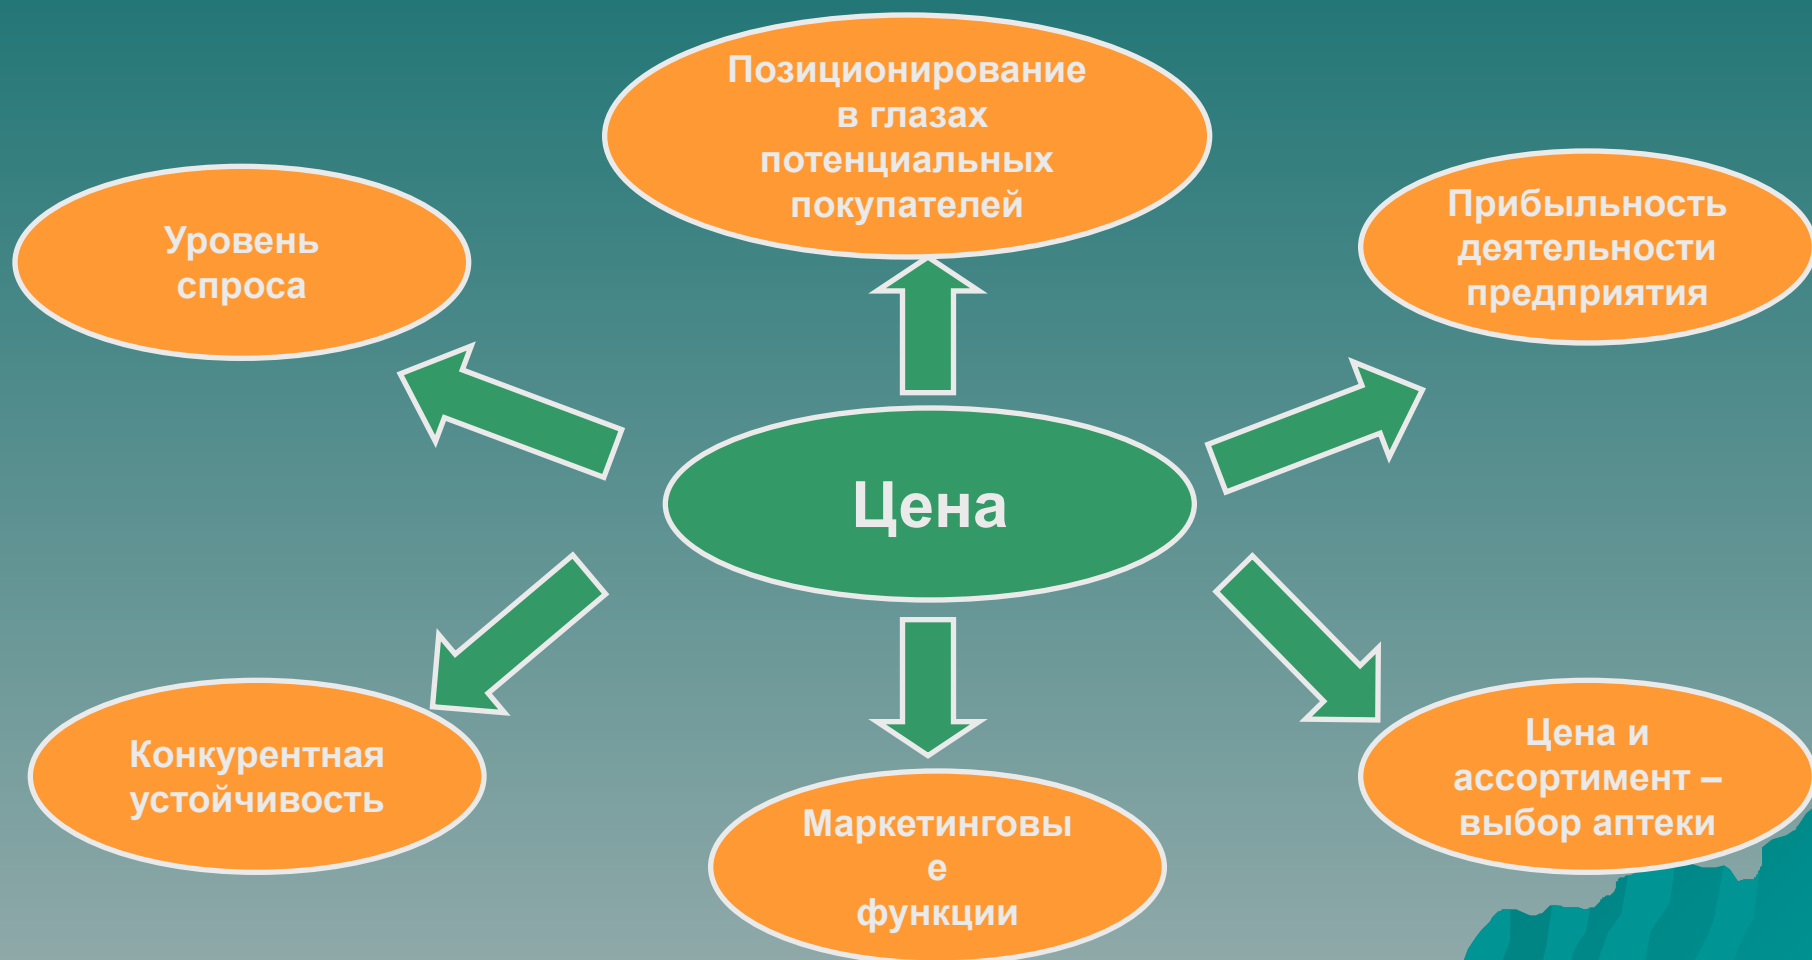 Позиционирование
в глазах
потенциальных
покупателей
Уровень
спроса
Прибыльность
деятельности
предприятия
Цена
Конкурентная
устойчивость
Маркетинговы
е
функции
Цена и
ассортимент –
выбор аптеки